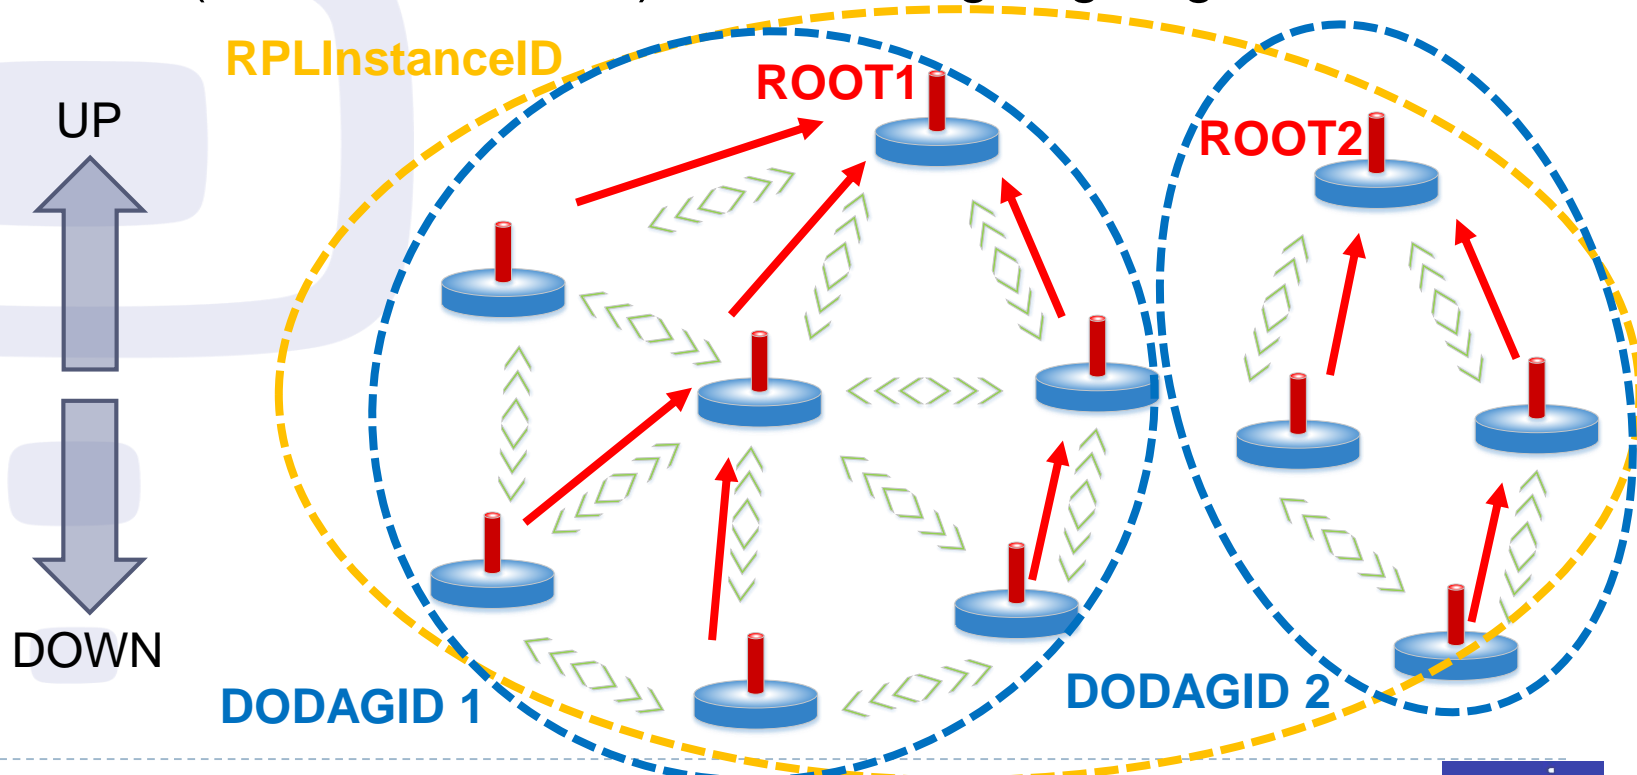 RPLInstanceID
ROOT1
UP
ROOT2
DOWN
DODAGID 1
DODAGID 2